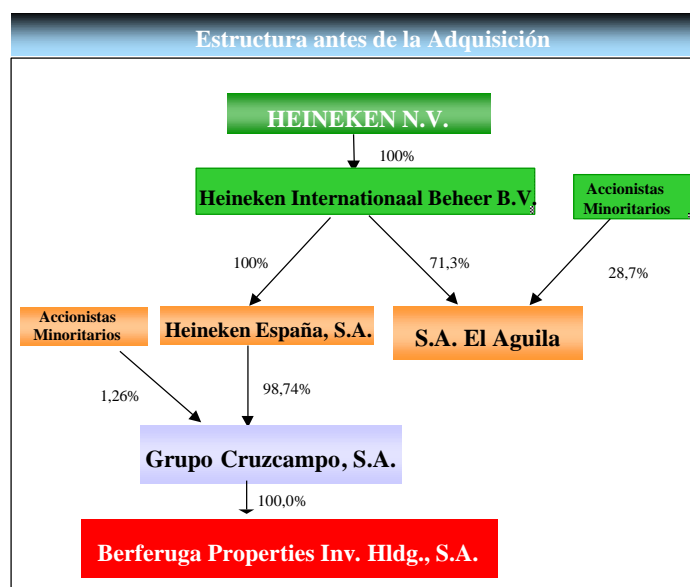 Estructura antes de la Adquisición
HEINEKEN N.V.
100%
Heineken Internationaal Beheer B.V.
Accionistas
Minoritarios
100%
71,3%
28,7%
Accionistas
Minoritarios
Heineken España, S.A.
S.A. El Aguila
1,26%
98,74%
Grupo Cruzcampo, S.A.
100,0%
Berferuga Properties Inv. Hldg., S.A.